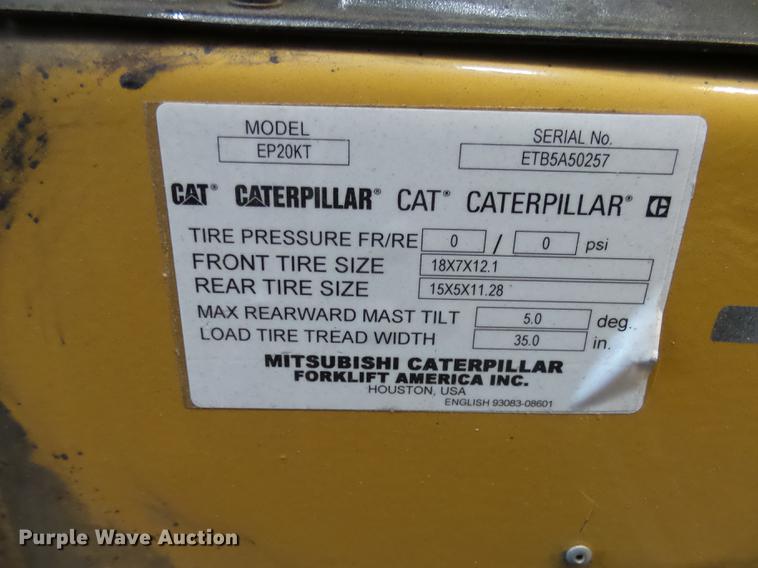 MODEL
EP20KT
SERIAL No.
ETB5A50257
CAT® CATERPILLAR® CAT® CATERPILLAR® C
TIRE PRESSURE FR/RE 0 / 0 psi
FRONT TIRE SIZE 18X7X12.1
REAR TIRE SIZE 15X5X11.28
MAX REARWARD MAST TILT 5.0 deg.
LOAD TIRE TREAD WIDTH 35.0 in.
MITSUBISHI CATERPILLAR
FORKLIFT AMERICA INC.
HOUSTON, USA
ENGLISH 93083-08601
Purple Wave Auction